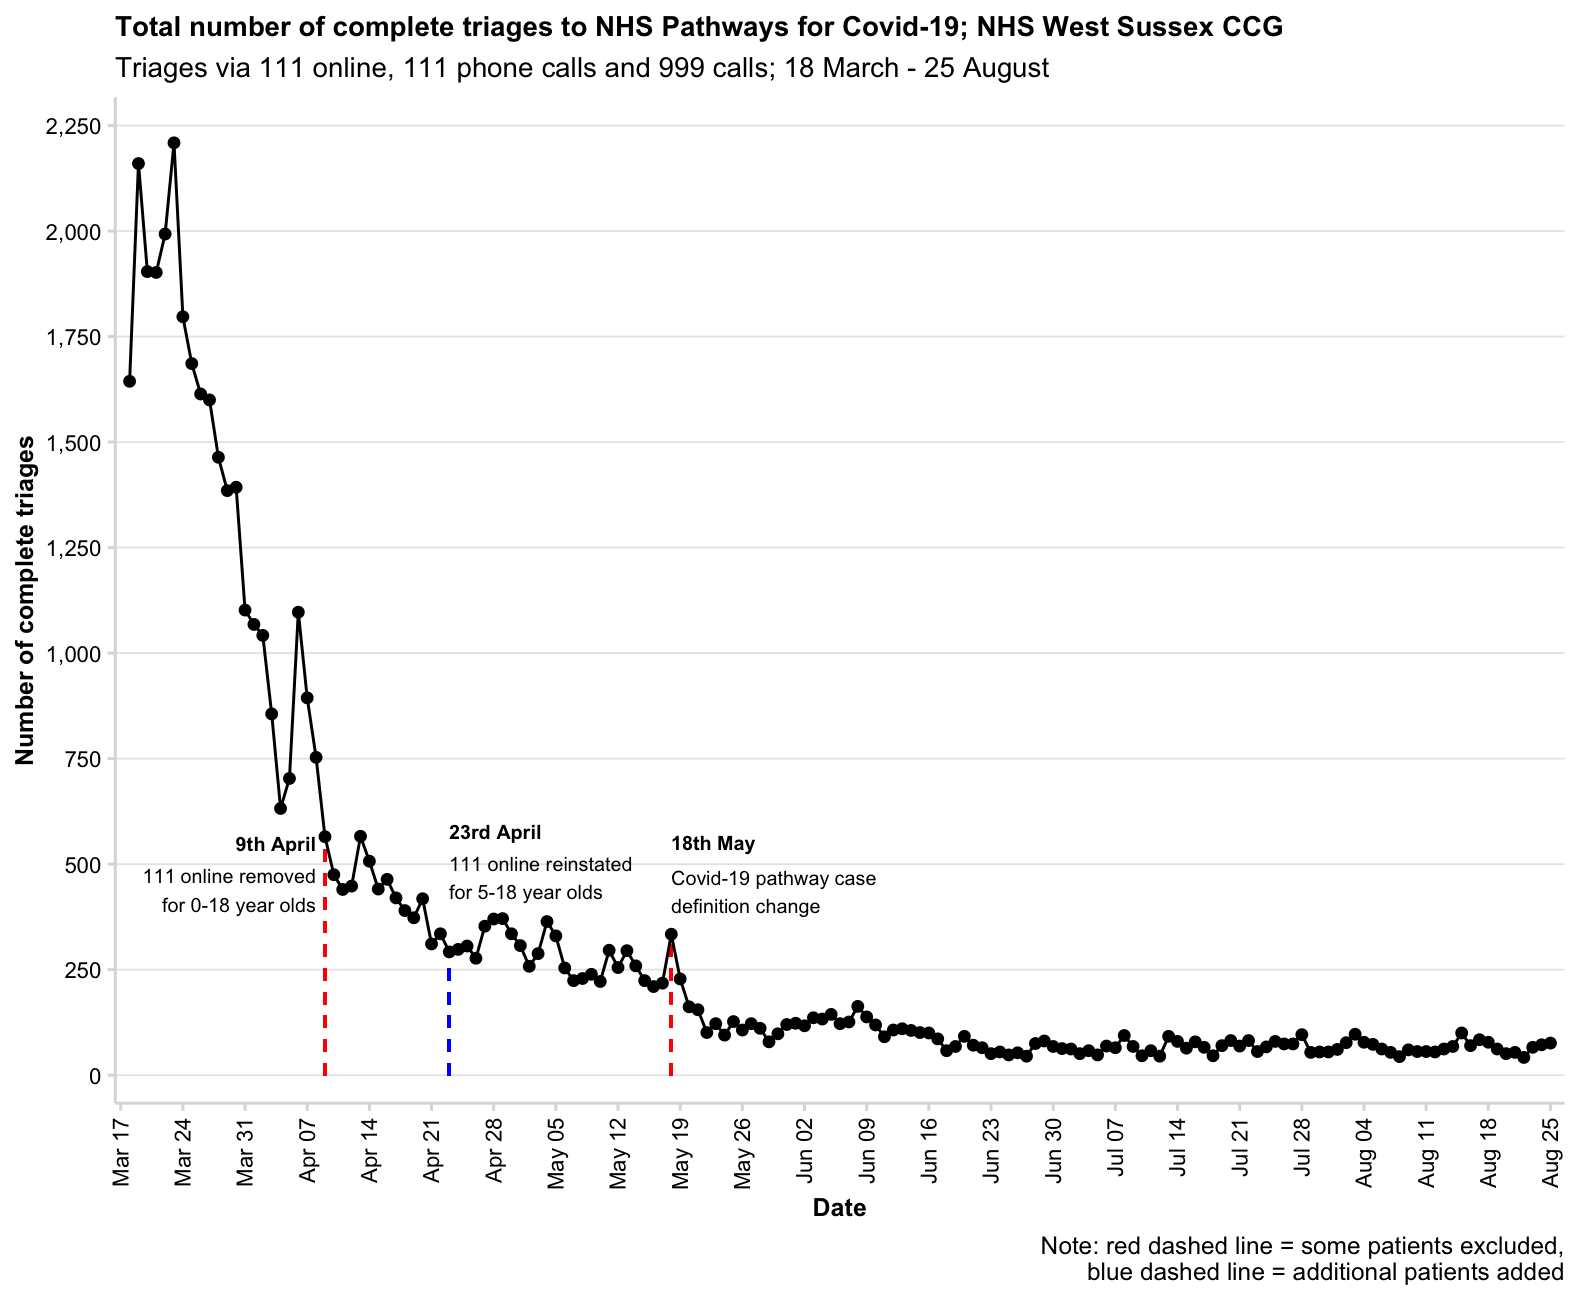 Total number of complete triages to NHS Pathways for Covid-19; NHS West Sussex CCG
Triages via 111 online, 111 phone calls and 999 calls; 18 March - 25 August
Number of complete triages
2,250
2,000
1,750
1,500
1,250
1,000
750
500
250
0
9th April
111 online removed
for 0-18 year olds
23rd April
111 online reinstated
for 5-18 year olds
18th May
Covid-19 pathway case
definition change
Mar 17
Mar 24
Mar 31
Apr 07
Apr 14
Apr 21
Apr 28
May 05
May 12
May 19
May 26
Jun 02
Jun 09
Jun 16
Jun 23
Jun 30
Jul 07
Jul 14
Jul 21
Jul 28
Aug 04
Aug 11
Aug 18
Aug 25
Date
Note: red dashed line = some patients excluded,
blue dashed line = additional patients added